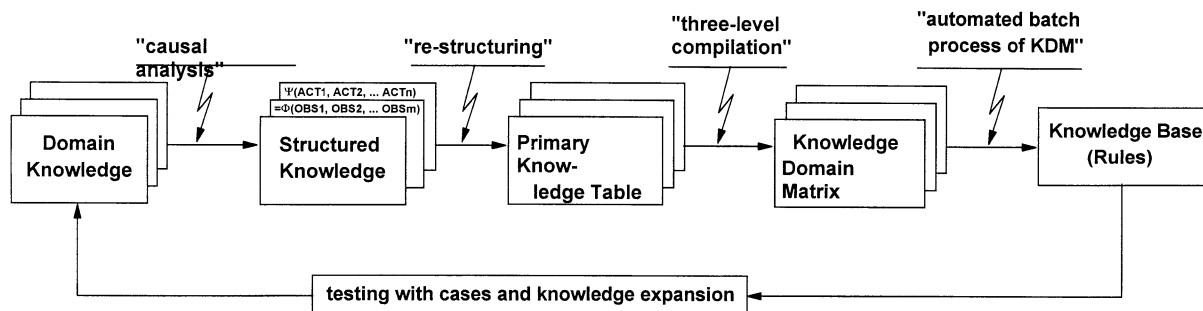 "causal
analysis"
"re-structuring"
"three-level
compilation"
"automated batch
process of KDM"
Domain
Knowledge
Ψ(ACT1, ACT2, ... ACTn)
=Φ(OBS1, OBS2, ... OBSm)
Structured
Knowledge
Primary
Know-
ledge Table
Knowledge
Domain
Matrix
Knowledge Base
(Rules)
testing with cases and knowledge expansion